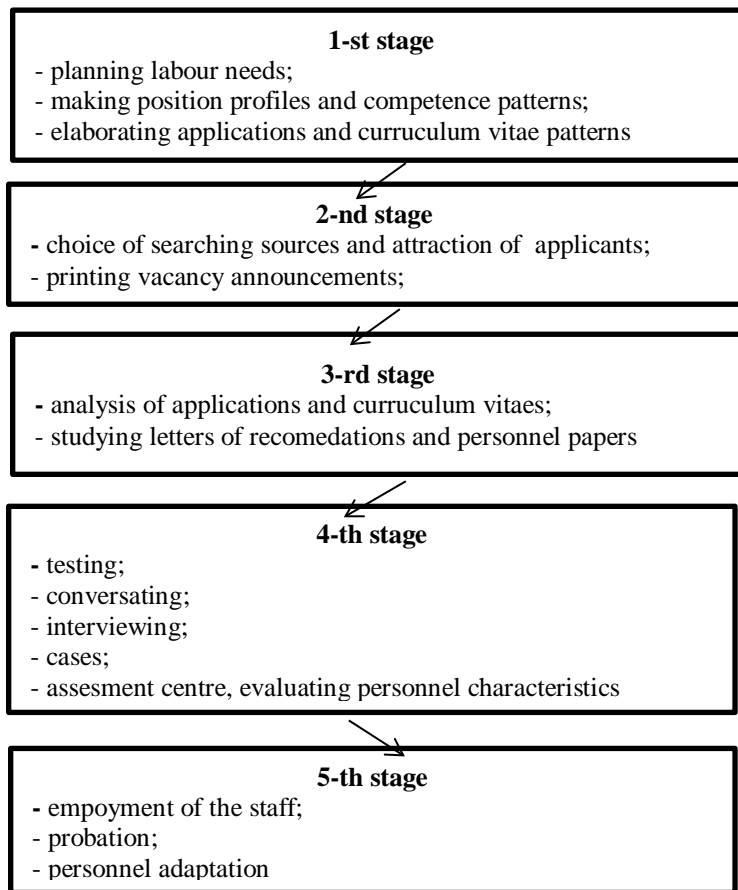 1-st stage
- planning labour needs;
- making position profiles and competence patterns;
- elaborating applications and curruculum vitae patterns
2-nd stage
- choice of searching sources and attraction of  applicants;
- printing vacancy announcements;
3-rd stage
- analysis of applications and curruculum vitaes;
- studying letters of recomedations and personnel papers
4-th stage
- testing;
- conversating;
- interviewing;
- cases;
- assesment centre, evaluating personnel characteristics
5-th stage
- empoyment of the staff;
- probation;
- personnel adaptation